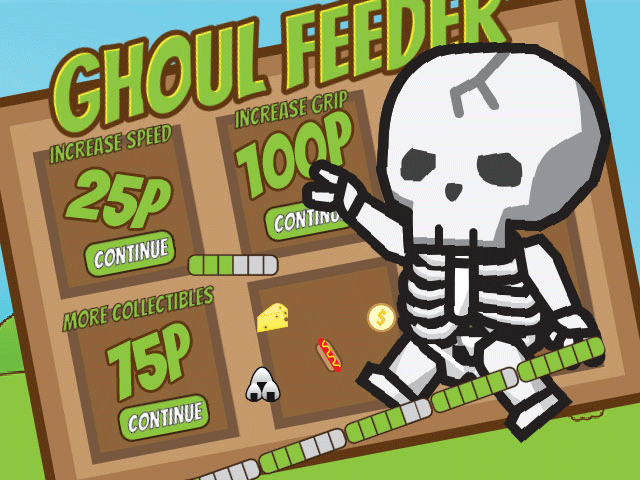 GHOUL FEEDER
INCREASE SPEED
25P
CONTINUE
INCREASE GRIP
100P
MORE COLLECTIBLES
15P
CONTINUE
$